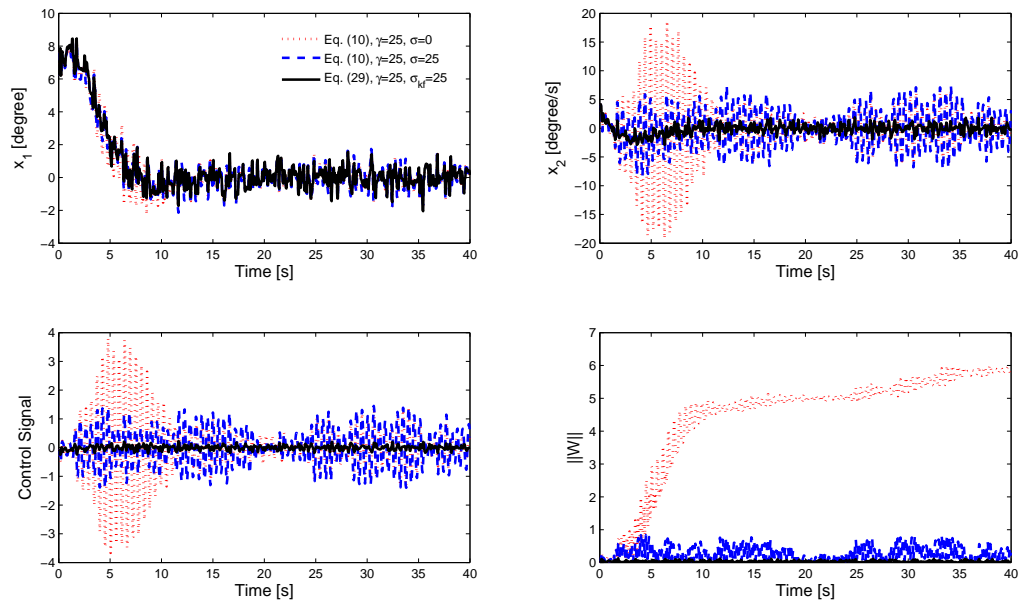 10
8
6
4
2
0
−2
−4
x1 [degree]
0 5 10 15 20 25 30 35 40
Time [s]
Eq. (10), γ=25, σ=0
Eq. (10), γ=25, σ=25
Eq. (29), γ=25, σkf=25
20
15
10
5
0
−5
−10
−15
−20
x2 [degree/s]
0 5 10 15 20 25 30 35 40
Time [s]
4
3
2
1
0
−1
−2
−3
−4
Control Signal
0 5 10 15 20 25 30 35 40
Time [s]
7
6
5
4
3
2
1
0
||W||
0 5 10 15 20 25 30 35 40
Time [s]